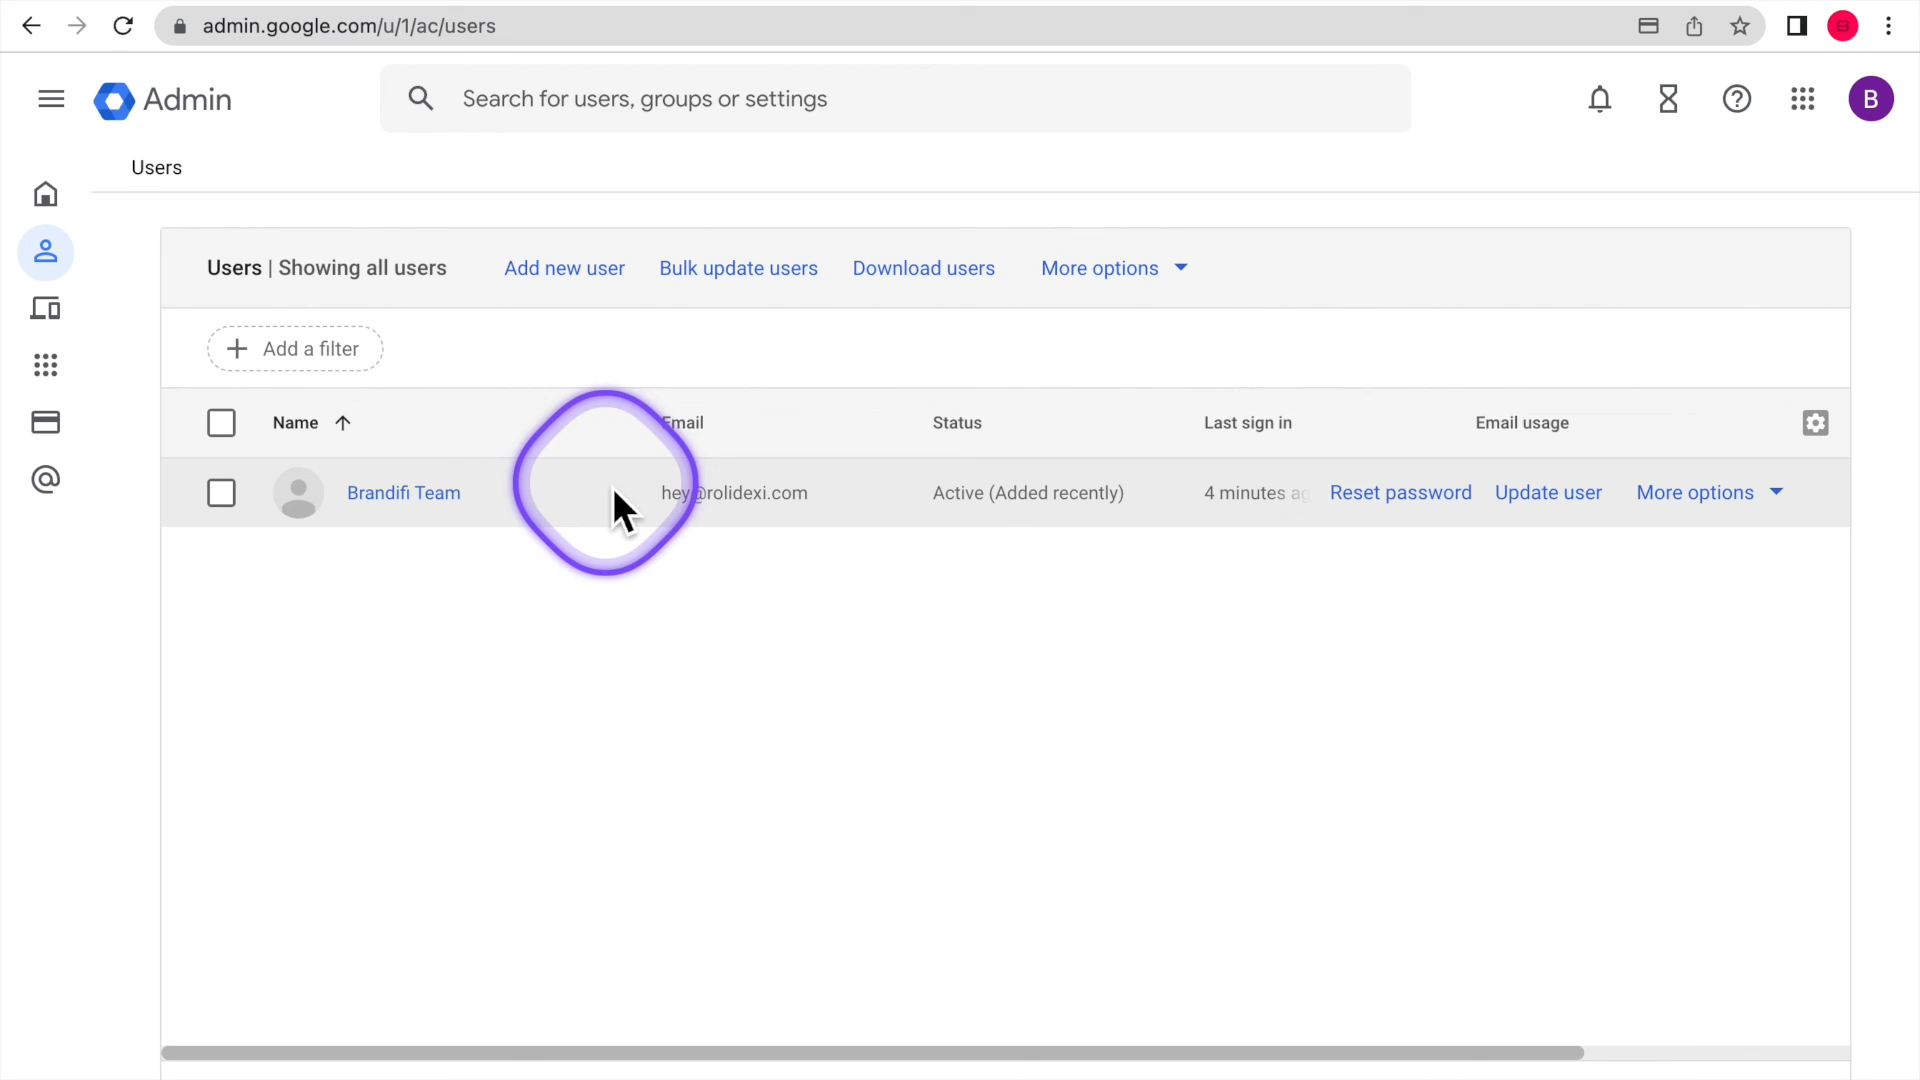 admin.google.com/u/1/ac/users
B
Admin
Search for users, groups or settings
B
Users
Users | Showing all users
Add new user
Bulk update users
Download users
More options
Add a filter
Name
Email
Status
Last sign in
Email usage
Brandifi Team
hey@rolidexi.com
Active (Added recently)
4 minutes ag
Reset password
Update user
More options